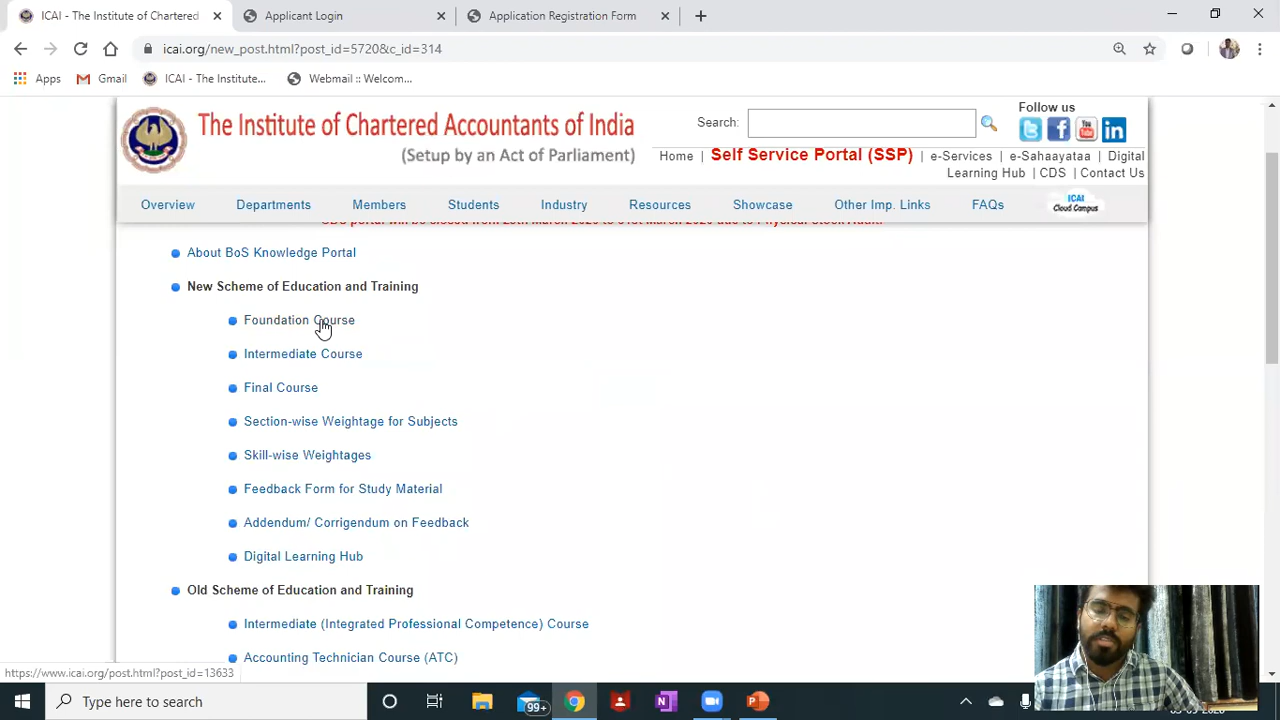 ICAI - The Institute of Chartered
Applicant Login
Application Registration Form
icai.org/new_post.html?post_id=5720&c_id=314
Apps
Gmail
ICAI - The Institute...
Webmail :: Welcom...
The Institute of Chartered Accountants of India
(Setup by an Act of Parliament)
Search:
Follow us
Home | Self Service Portal (SSP) | e-Services | e-Sahaayataa | Digital
Learning Hub | CDS | Contact Us
Overview
Departments
Members
Students
Industry
Resources
Showcase
Other Imp. Links
FAQs
ICAI
Cloud Campus
About BoS Knowledge Portal
New Scheme of Education and Training
Foundation Course
Intermediate Course
Final Course
Section-wise Weightage for Subjects
Skill-wise Weightages
Feedback Form for Study Material
Addendum/ Corrigendum on Feedback
Digital Learning Hub
Old Scheme of Education and Training
Intermediate (Integrated Professional Competence) Course
Accounting Technician Course (ATC)
https://www.icai.org/post.html?post_id=13633
Type here to search
99+